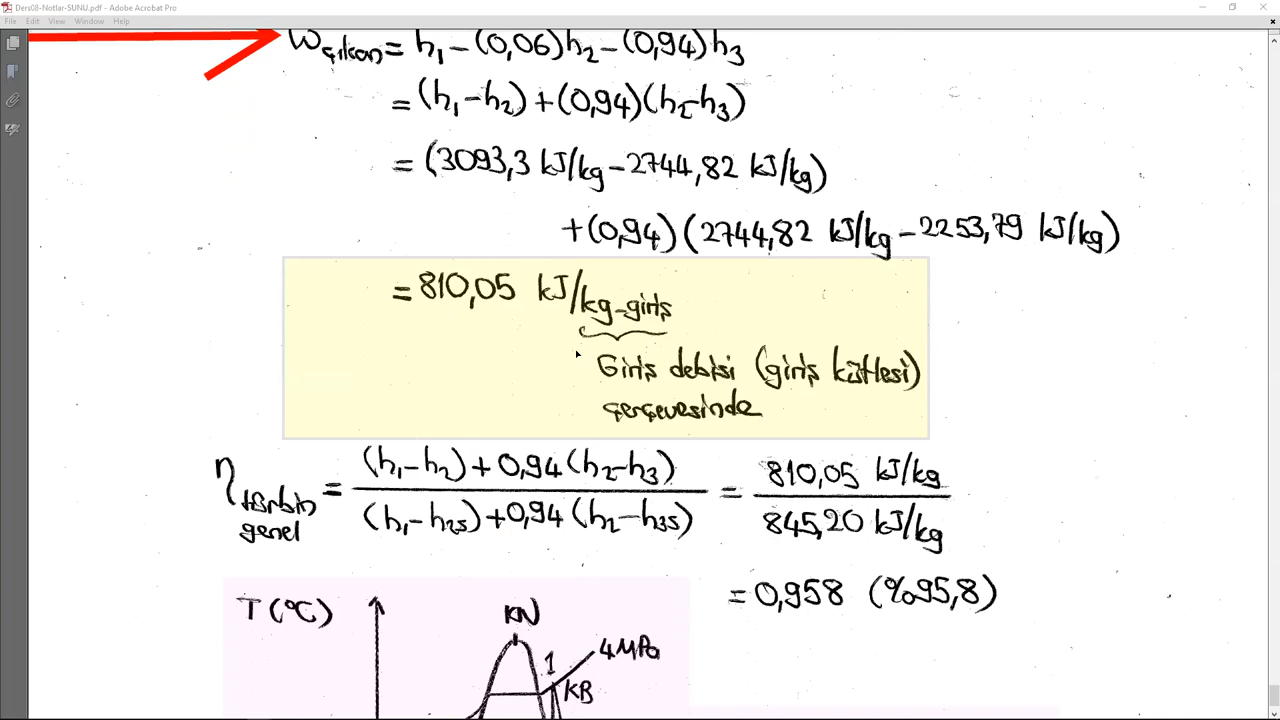 Ders08-Notlar-SUNU.pdf - Adobe Acrobat Pro
File Edit View Window Help
w çıkan = h1 - (0,06)h2 - (0,94)h3
= (h1-h2) + (0,94)(h2-h3)
= (3093,3 kJ/kg - 2744,82 kJ/kg)
+ (0,94) (2744,82 kJ/kg - 2253,79 kJ/kg)
= 810,05 kJ/kg-giriş
Giriş debisi (giriş kütlesi)
çerçevesinde
η türbin genel = (h1-h2)+0,94(h2-h3) / (h1-h2s)+0,94(h2-h3s) = 810,05 kJ/kg / 845,20 kJ/kg
= 0,958 (%95,8)
T(°C)
KN
4MPa
1
KB